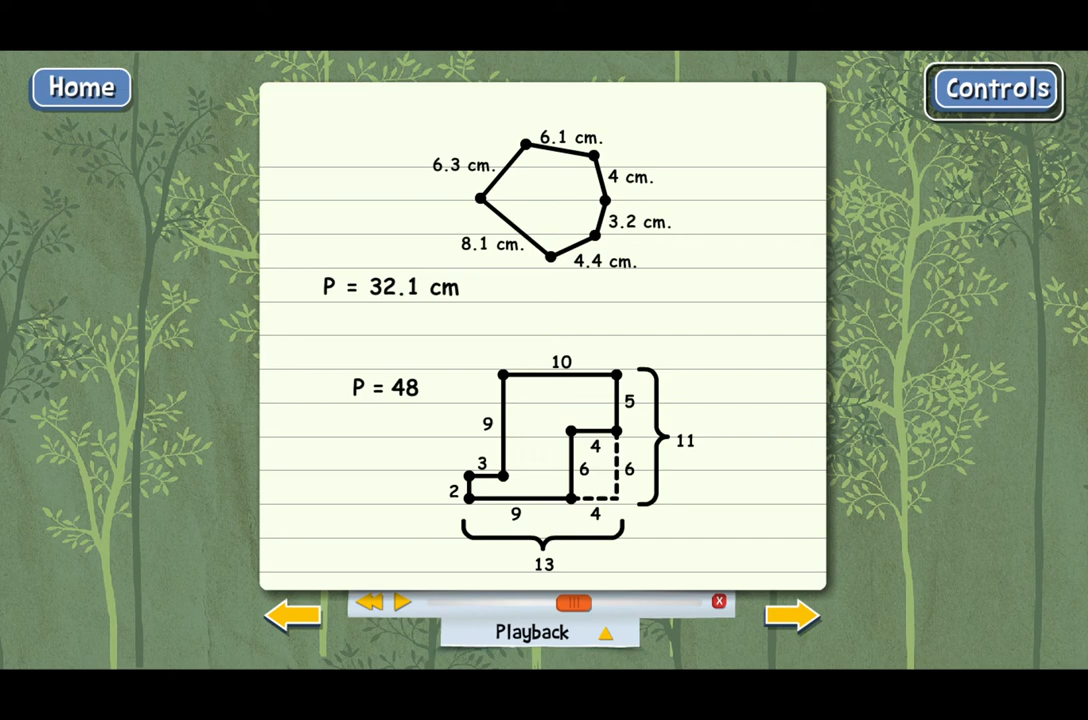 Home
Controls
6.1 cm.
6.3 cm.
4 cm.
3.2 cm.
8.1 cm.
4.4 cm.
P = 32.1 cm
10
P = 48
5
9
11
4
3
6
6
2
9
4
13
X
Playback